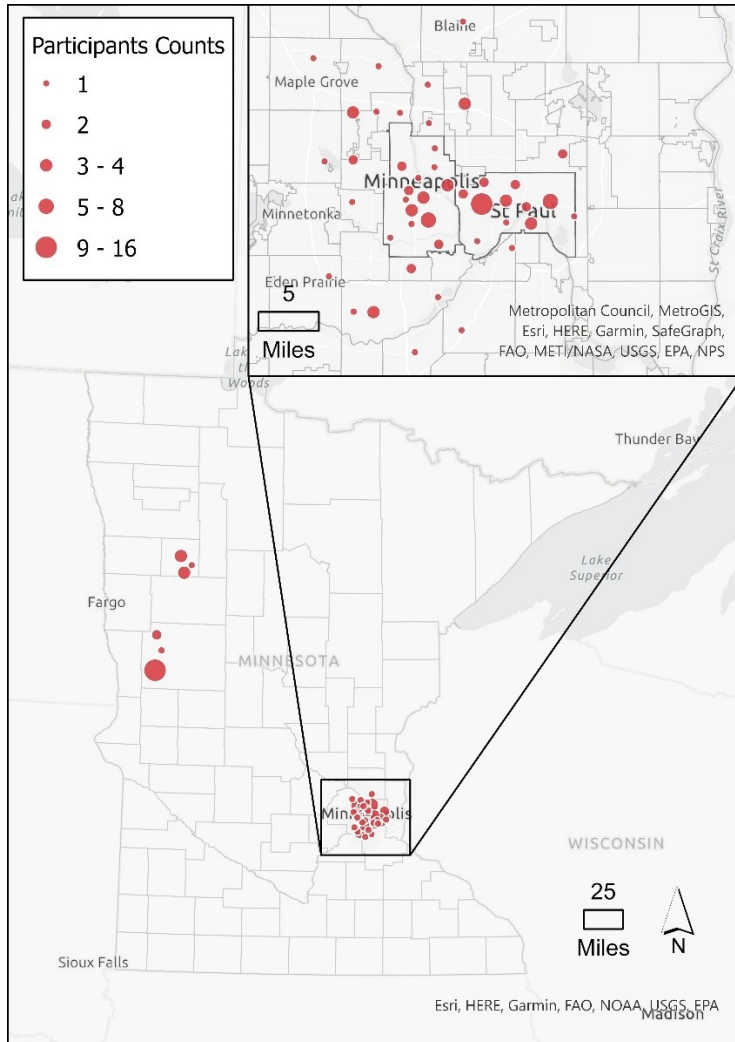 Participants Counts
1
2
3 - 4
5 - 8
9 - 16
Blaine
Maple Grove
Minneapolis
St Paul
Minnetonka
Eden Prairie
St Croix River
5
Miles
Metropolitan Council, MetroGIS,
Esri, HERE, Garmin, SafeGraph,
FAO, METI/NASA, USGS, EPA, NPS
Lake
Woods
Thunder Bay
Lake
Superior
Fargo
MINNESOTA
Minneapolis
WISCONSIN
25
Miles
N
Sioux Falls
Esri, HERE, Garmin, FAO, NOAA, USGS, EPA
Madison